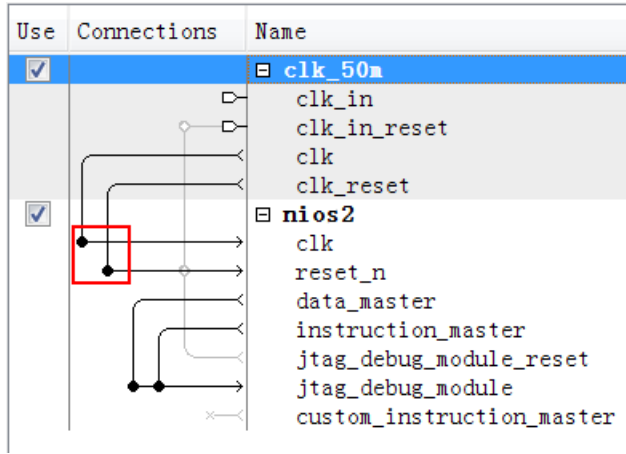 Use Connections Name
clk_50m
clk_in
clk_in_reset
clk
clk_reset
nios2
clk
reset_n
data_master
instruction_master
jtag_debug_module_reset
jtag_debug_module
custom_instruction_master